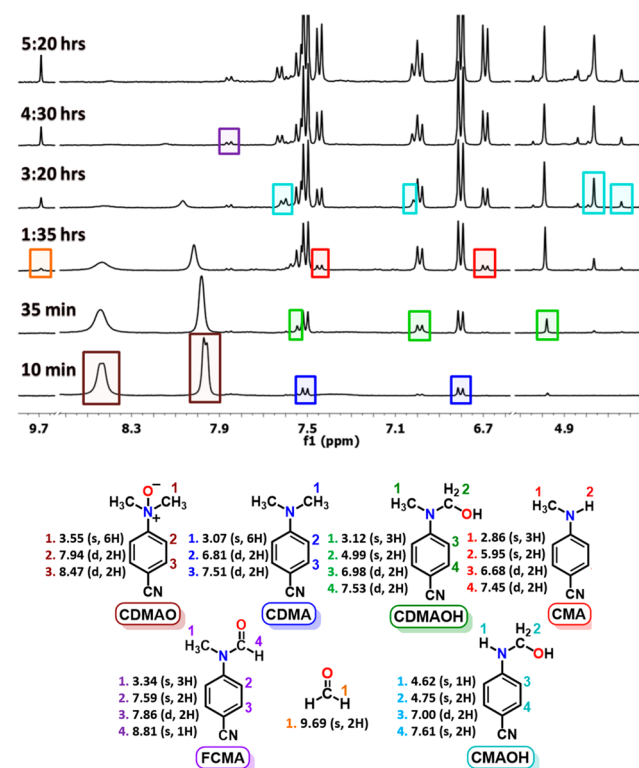 5:20 hrs
4:30 hrs
3:20 hrs
1:35 hrs
35 min
10 min
9.7 8.3 7.9 7.5 7.1 6.7 4.9
f1 (ppm)
O−
1
H₃C N+ CH₃
2
3
CN
1. 3.55 (s, 6H)
2. 7.94 (d, 2H)
3. 8.47 (d, 2H)
CDMAO
1
H₃C N CH₃
2
3
CN
1. 3.07 (s, 6H)
2. 6.81 (d, 2H)
3. 7.51 (d, 2H)
CDMA
1 H₂ 2
H₃C N C OH
3
4
CN
1. 3.12 (s, 3H)
2. 4.99 (s, 2H)
3. 6.98 (d, 2H)
4. 7.53 (d, 2H)
CDMAOH
1 2
H₃C N H
3
4
CN
1. 2.86 (s, 3H)
2. 5.95 (s, 2H)
3. 6.68 (d, 2H)
4. 7.45 (d, 2H)
CMA
1 O 4
H₃C N H
2
3
CN
1. 3.34 (s, 3H)
2. 7.59 (s, 2H)
3. 7.86 (d, 2H)
4. 8.81 (s, 1H)
FCMA
O
1
H C H
1. 9.69 (s, 2H)
1 H₂ 2
H N C OH
3
4
CN
1. 4.62 (s, 1H)
2. 4.75 (s, 2H)
3. 7.00 (d, 2H)
4. 7.61 (s, 2H)
CMAOH